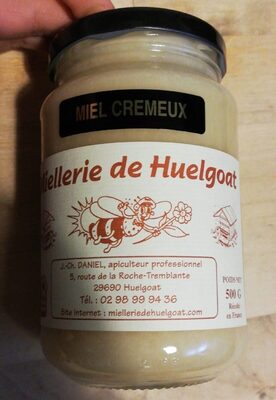 MIEL CREMEUX
Miellerie de Huelgoat
J.-Ch. DANIEL, apiculteur professionnel
5, route de la Roche-Tremblante
29690 Huelgoat
Tél. : 02 98 99 94 36
Site Internet : mielleriedehuelgoat.com
POIDS NET
500 G
Récolté
en France